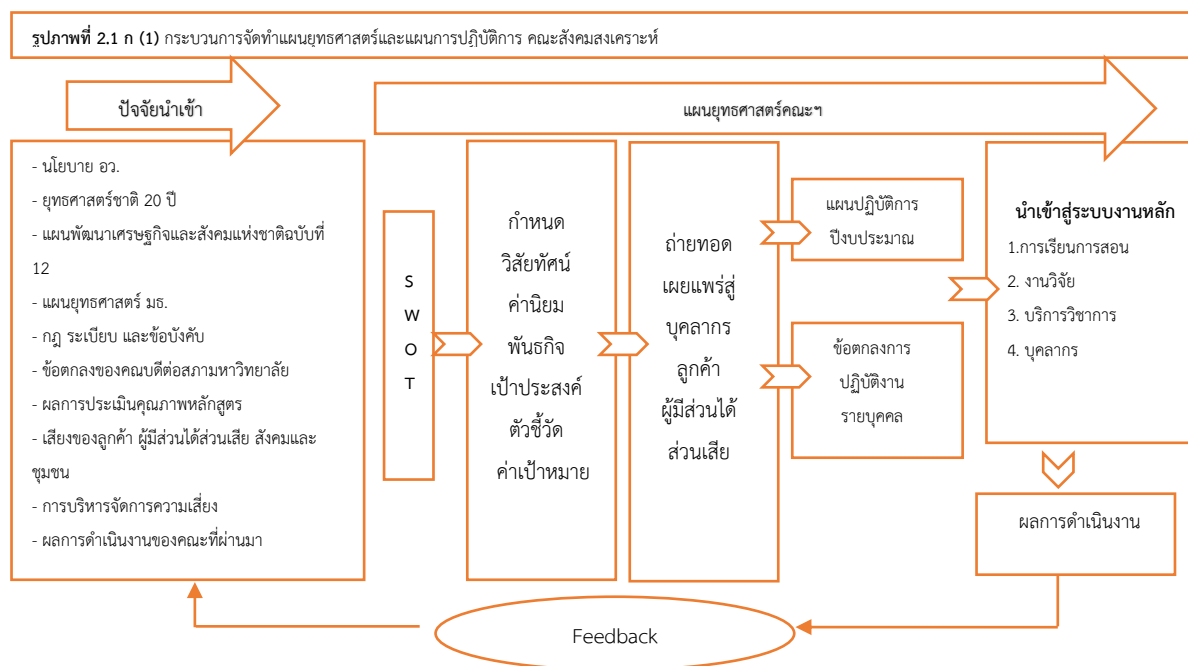 รูปภาพที่ 2.1 ก (1) กระบวนการจัดทำแผนยุทธศาสตร์และแผนการปฏิบัติการ คณะสังคมสงเคราะห์
ปัจจัยนำเข้า
แผนยุทธศาสตร์คณะฯ
- นโยบาย อว.
- ยุทธศาสตร์ชาติ 20 ปี
- แผนพัฒนาเศรษฐกิจและสังคมแห่งชาติฉบับที่
12
- แผนยุทธศาสตร์ มธ.
- กฎ ระเบียบ และข้อบังคับ
- ข้อตกลงของคณบดีต่อสภามหาวิทยาลัย
- ผลการประเมินคุณภาพหลักสูตร
- เสียงของลูกค้า ผู้มีส่วนได้ส่วนเสีย สังคมและ
ชุมชน
- การบริหารจัดการความเสี่ยง
- ผลการดำเนินงานของคณะที่ผ่านมา
S
W
O
T
กำหนด
วิสัยทัศน์
ค่านิยม
พันธกิจ
เป้าประสงค์
ตัวชี้วัด
ค่าเป้าหมาย
ถ่ายทอด
เผยแพร่สู่
บุคลากร
ลูกค้า
ผู้มีส่วนได้
ส่วนเสีย
แผนปฏิบัติการ
ปีงบประมาณ
ข้อตกลงการ
ปฏิบัติงาน
รายบุคคล
นำเข้าสู่ระบบงานหลัก
1.การเรียนการสอน
2. งานวิจัย
3. บริการวิชาการ
4. บุคลากร
ผลการดำเนินงาน
Feedback